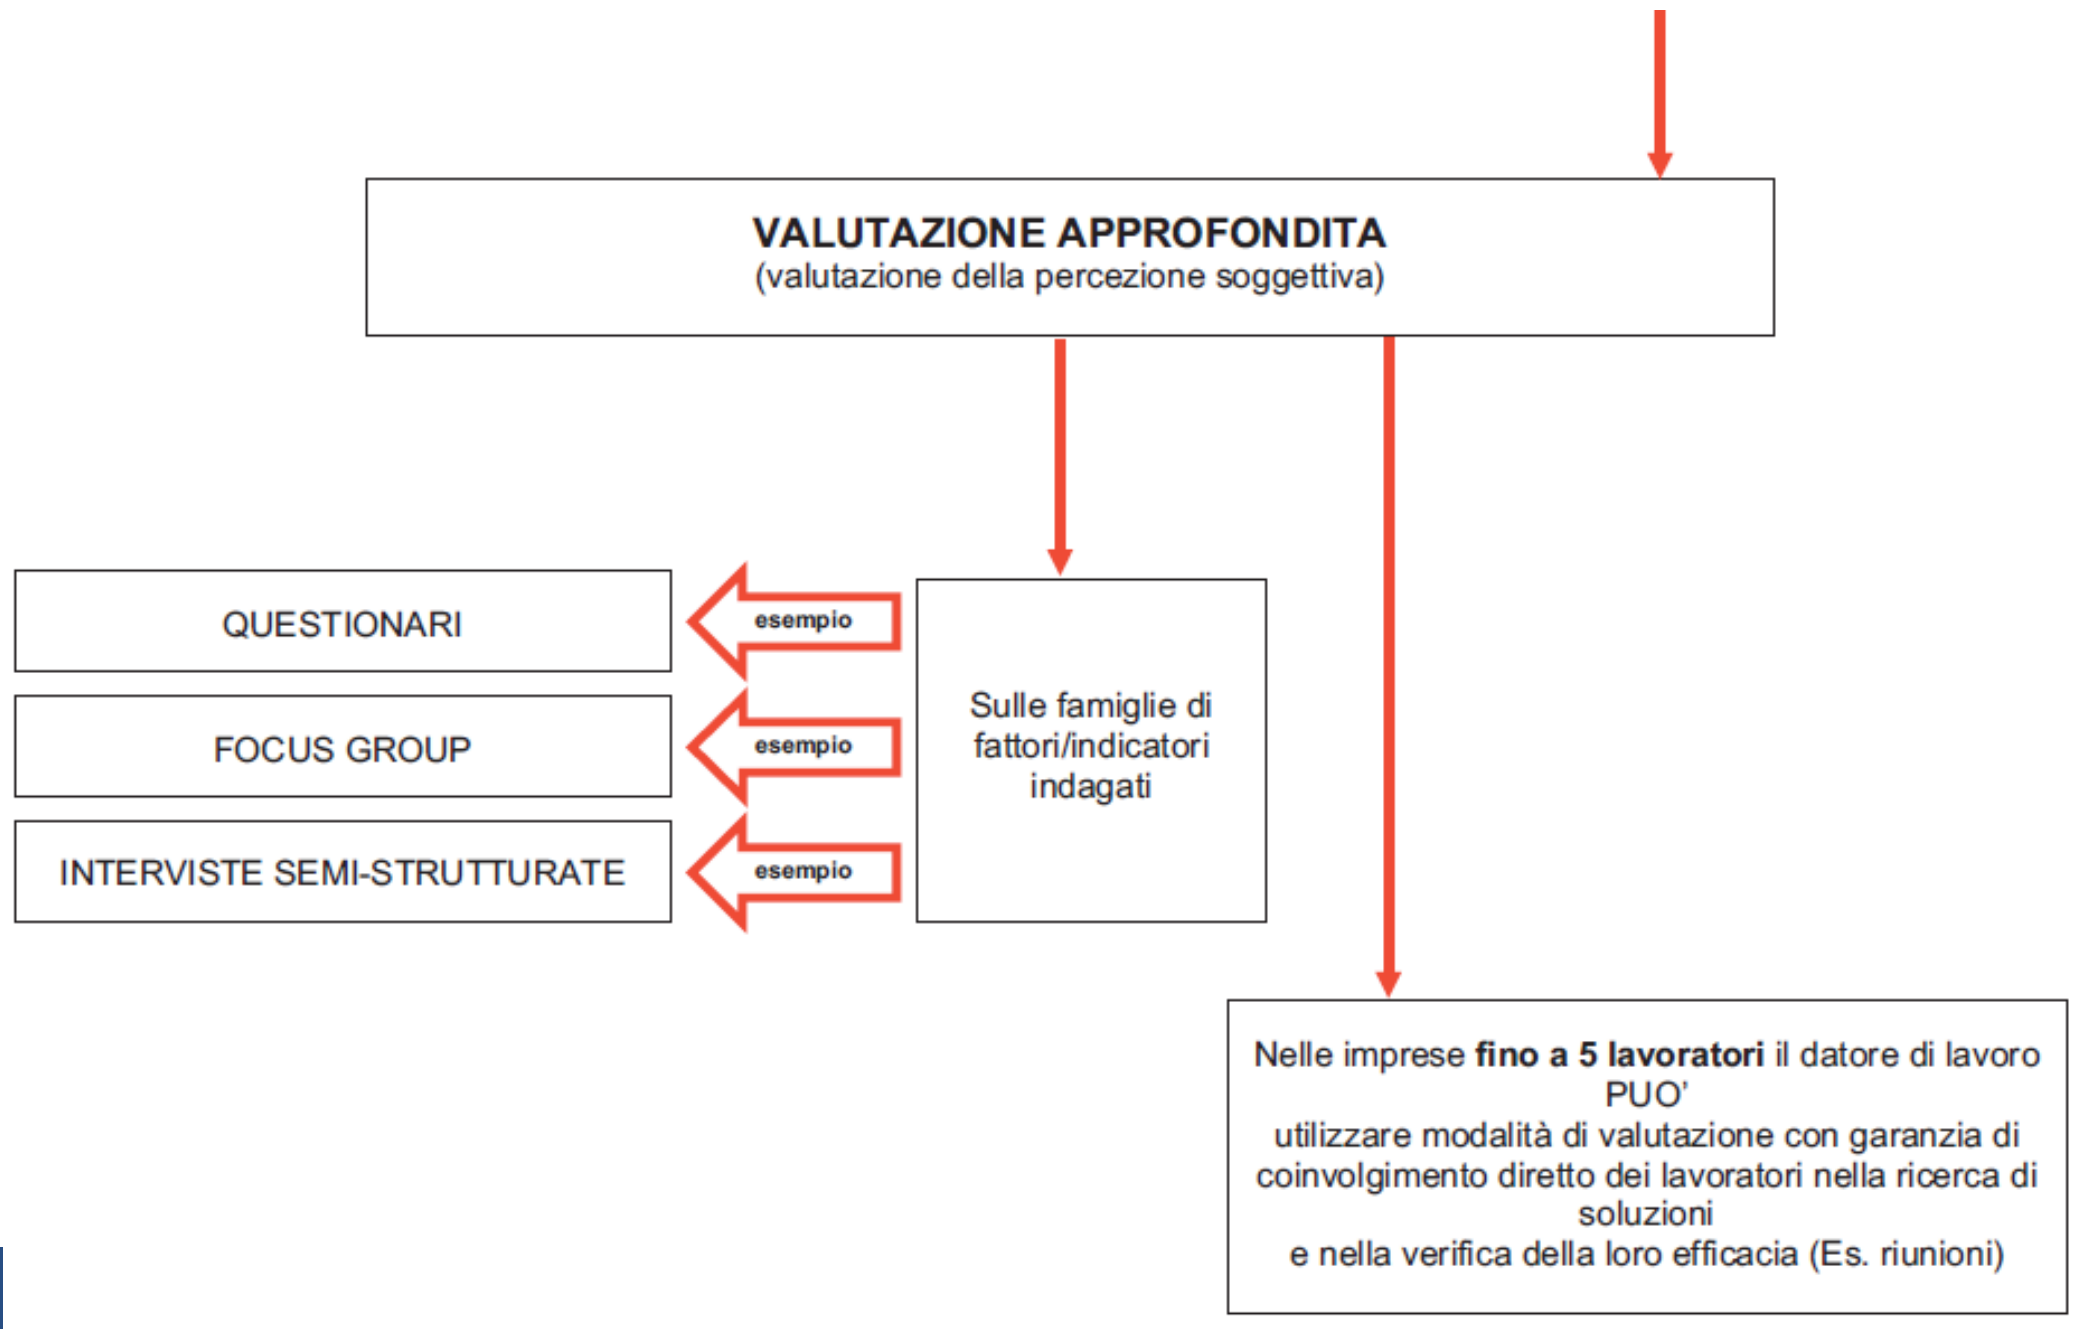 VALUTAZIONE APPROFONDITA
(valutazione della percezione soggettiva)
QUESTIONARI
esempio
FOCUS GROUP
esempio
INTERVISTE SEMI-STRUTTURATE
esempio
Sulle famiglie di
fattori/indicatori
indagati
Nelle imprese fino a 5 lavoratori il datore di lavoro
PUO’
utilizzare modalità di valutazione con garanzia di
coinvolgimento diretto dei lavoratori nella ricerca di
soluzioni
e nella verifica della loro efficacia (Es. riunioni)